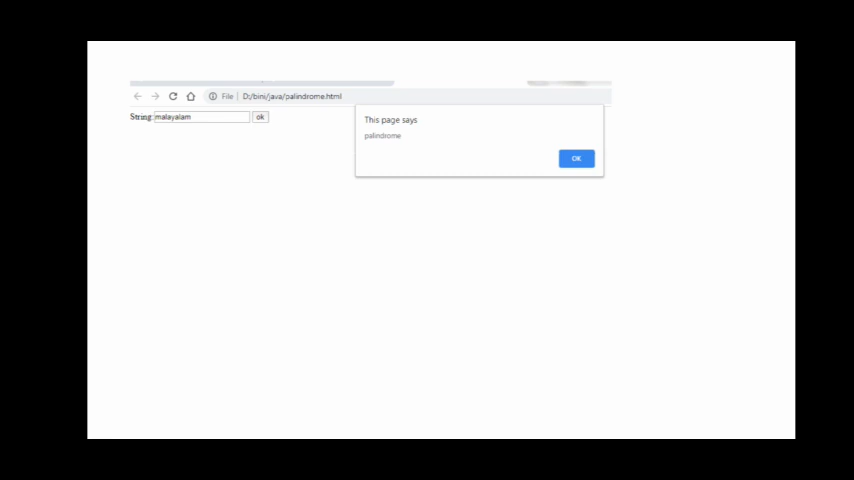 File | D:/bini/java/palindrome.html
String: malayalam ok
This page says
palindrome
OK